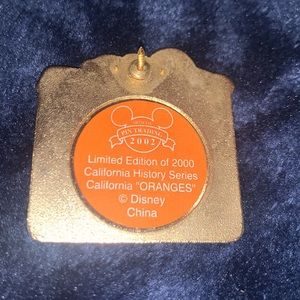 PIN TRADING
2002
Limited Edition of 2000
California History Series
California "ORANGES"
© Disney
China